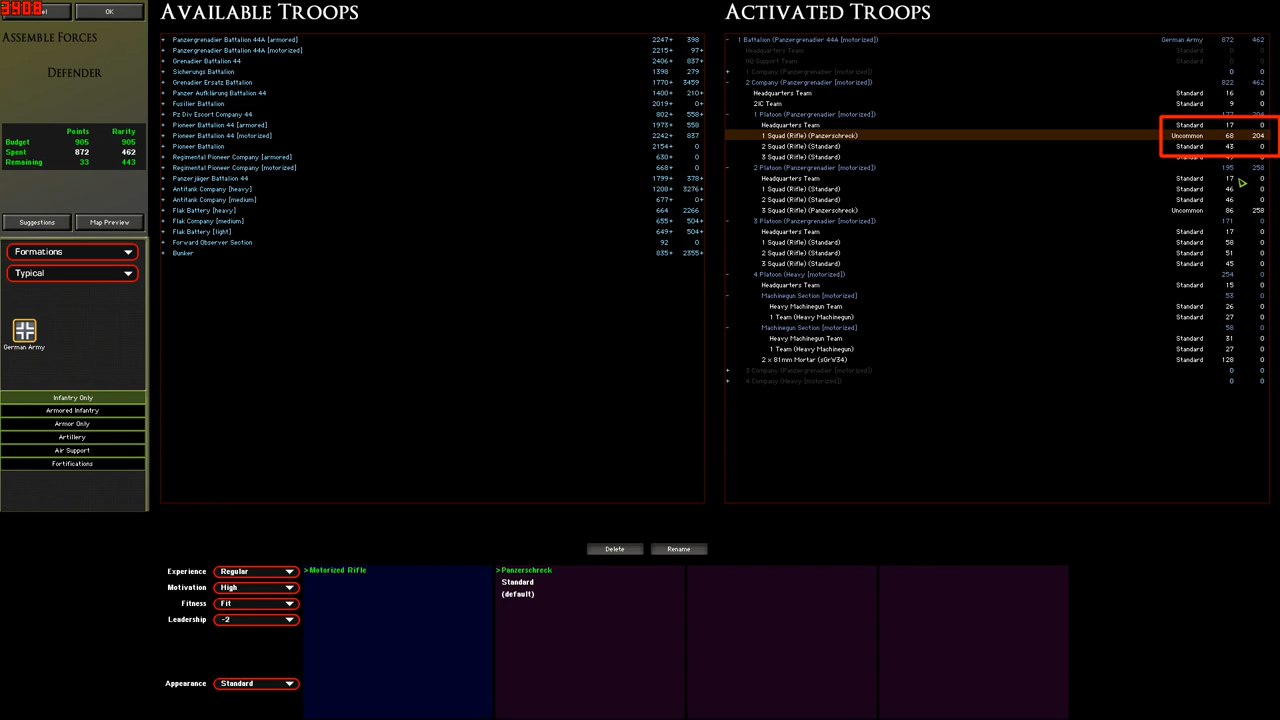 3408
OK
ASSEMBLE FORCES
DEFENDER
Points Rarity
Budget 905 905
Spent 872 462
Remaining 33 443
Suggestions Map Preview
Formations
Typical
German Army
Infantry Only
Armored Infantry
Armor Only
Artillery
Air Support
Fortifications
AVAILABLE TROOPS
+ Panzergrenadier Battalion 44A [armored] 2247+ 398
+ Panzergrenadier Battalion 44A [motorized] 2215+ 97+
+ Grenadier Battalion 44 2406+ 837+
+ Sicherungs Battalion 1398 279
+ Grenadier Ersatz Battalion 1770+ 3459
+ Panzer Aufklärung Battalion 44 1400+ 210+
+ Fusilier Battalion 2019+ 0+
+ Pz Div Escort Company 44 802+ 558+
+ Pioneer Battalion 44 [armored] 1973+ 558
+ Pioneer Battalion 44 [motorized] 2242+ 837
+ Pioneer Battalion 2154+ 0
+ Regimental Pioneer Company [armored] 630+ 0
+ Regimental Pioneer Company [motorized] 668+ 0
+ Panzerjäger Battalion 44 1799+ 378+
+ Antitank Company [heavy] 1208+ 3276+
+ Antitank Company [medium] 677+ 0+
+ Flak Battery [heavy] 664 2266
+ Flak Company [medium] 655+ 504+
+ Flak Battery [light] 649+ 504+
+ Forward Observer Section 92 0
+ Bunker 835+ 2355+
ACTIVATED TROOPS
- 1 Battalion (Panzergrenadier 44A [motorized]) German Army 872 462
Headquarters Team Standard 0 0
HQ Support Team Standard 0 0
+ 1 Company (Panzergrenadier [motorized]) 0 0
- 2 Company (Panzergrenadier [motorized]) 822 462
Headquarters Team Standard 16 0
2IC Team Standard 9 0
1 Platoon (Panzergrenadier [motorized]) 204
Headquarters Team Standard 17 0
1 Squad (Rifle) (Panzerschreck) Uncommon 68 204
2 Squad (Rifle) (Standard) Standard 43 0
3 Squad (Rifle) (Standard) Standard 0
- 2 Platoon (Panzergrenadier [motorized]) 195 258
Headquarters Team Standard 17 0
1 Squad (Rifle) (Standard) Standard 46 0
2 Squad (Rifle) (Standard) Standard 46 0
3 Squad (Rifle) (Panzerschreck) Uncommon 86 258
- 3 Platoon (Panzergrenadier [motorized]) 171 0
Headquarters Team Standard 17 0
1 Squad (Rifle) (Standard) Standard 58 0
2 Squad (Rifle) (Standard) Standard 51 0
3 Squad (Rifle) (Standard) Standard 45 0
- 4 Platoon (Heavy [motorized]) 254 0
Headquarters Team Standard 15 0
- Machinegun Section [motorized] 53 0
Heavy Machinegun Team Standard 26 0
1 Team (Heavy Machinegun) Standard 27 0
- Machinegun Section [motorized] 58 0
Heavy Machinegun Team Standard 31 0
1 Team (Heavy Machinegun) Standard 27 0
2 x 81mm Mortar (sGrW34) Standard 128 0
+ 3 Company (Panzergrenadier [motorized]) 0 0
+ 4 Company (Heavy [motorized]) 0 0
Delete Rename
Experience Regular
Motivation High
Fitness Fit
Leadership -2
Appearance Standard
>Motorized Rifle
>Panzerschreck
Standard
(default)